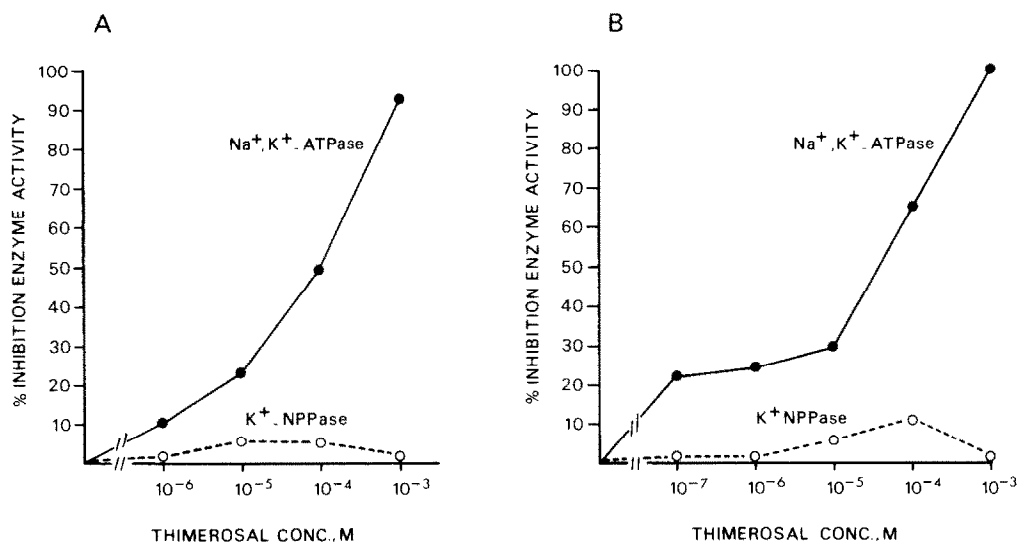 A
% INHIBITION ENZYME ACTIVITY
100
90
80
70
60
50
40
30
20
10
Na+, K+-ATPase
K+-NPPase
10-6
10-5
10-4
10-3
THIMEROSAL CONC., M
B
% INHIBITION ENZYME ACTIVITY
100
90
80
70
60
50
40
30
20
10
Na+, K+-ATPase
K+NPPase
10-7
10-6
10-5
10-4
10-3
THIMEROSAL CONC., M